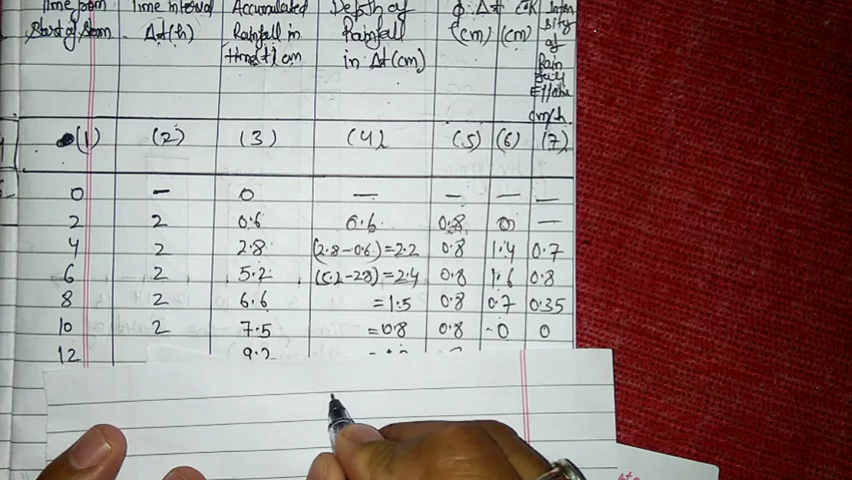 Time from Time Interval Accumulated Depth of ϕ.Δt ER Inten
Start of Storm Δt(h) Rainfall in Rainfall (cm) (cm) sity
Time(t) cm in Δt(cm) of
Rain
fall
Effective
cm/h.
(1) (2) (3) (4) (5) (6) (7)
0 — 0 — — — —
2 2 0.6 0.6 0.8 0 —
4 2 2.8 (2.8-0.6)=2.2 0.8 1.4 0.7
6 2 5.2 (5.2-2.8)=2.4 0.8 1.6 0.8
8 2 6.6 =1.5 0.8 0.7 0.35
10 2 7.5 =0.8 0.8 -0 0
12 9.2